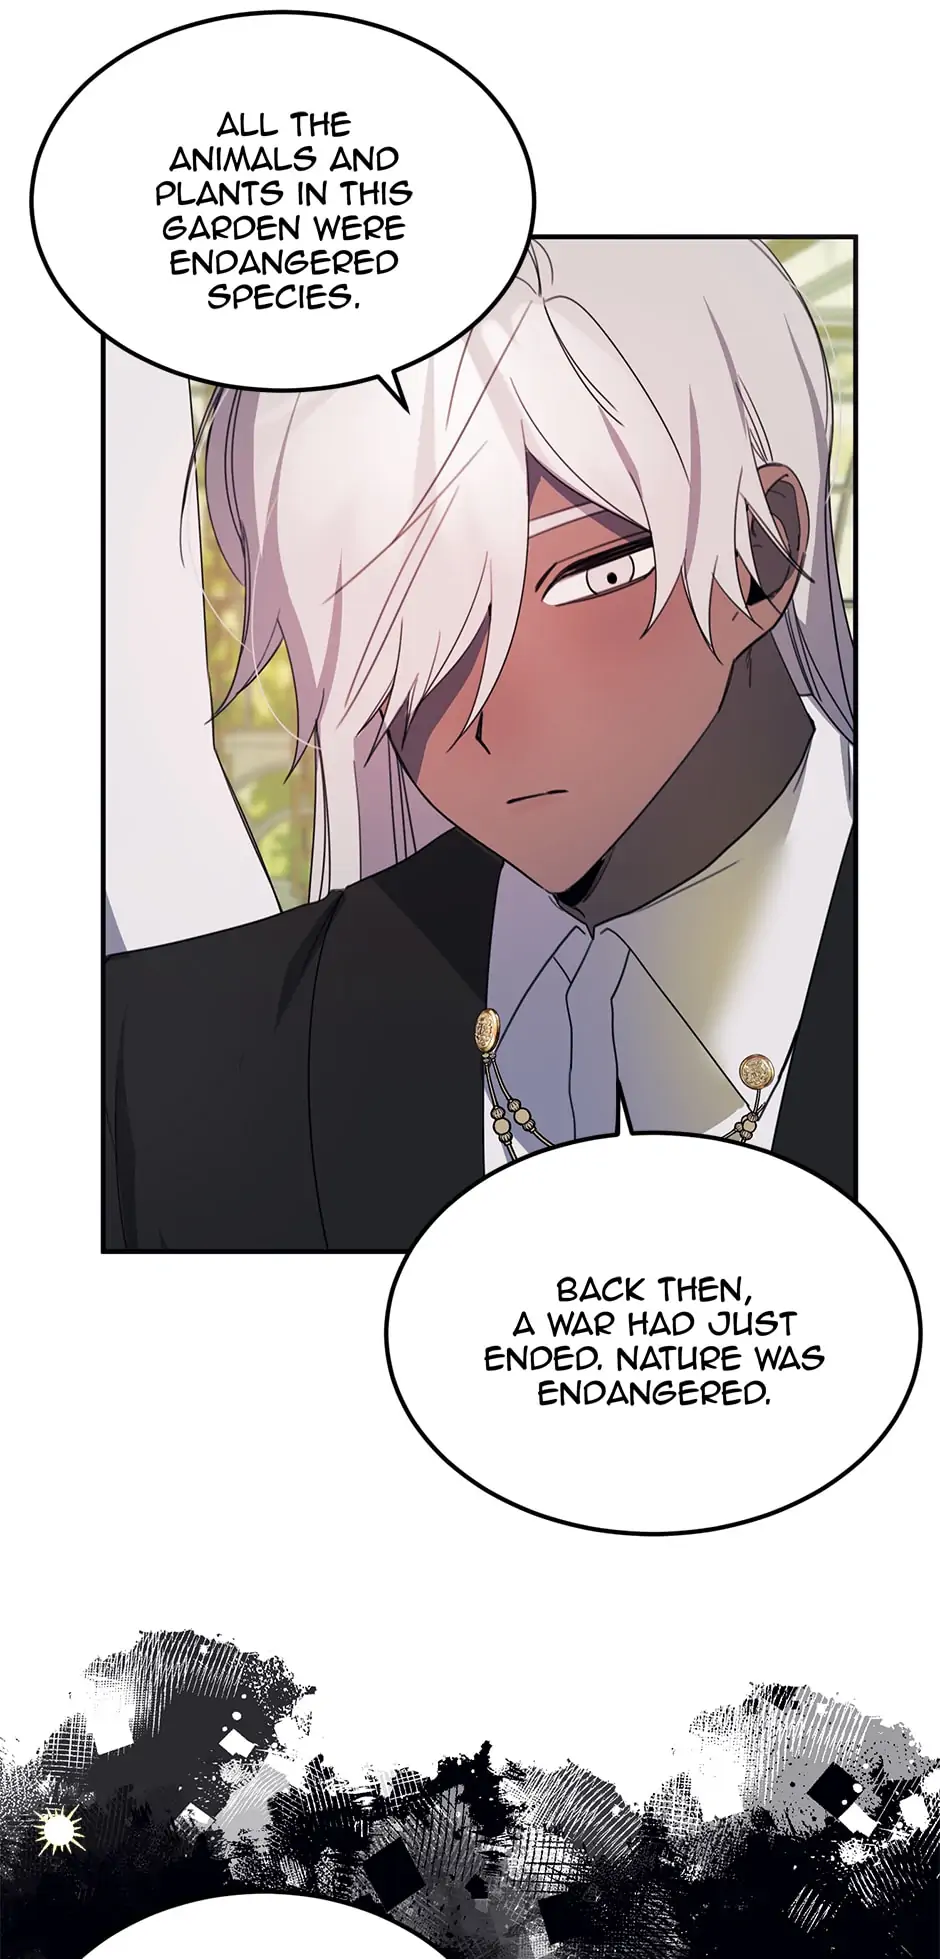 ALL THE
ANIMALS AND
PLANTS IN THIS
GARDEN WERE
ENDANGERED
SPECIES.
BACK THEN,
A WAR HAD JUST
ENDED. NATURE WAS
ENDANGERED.